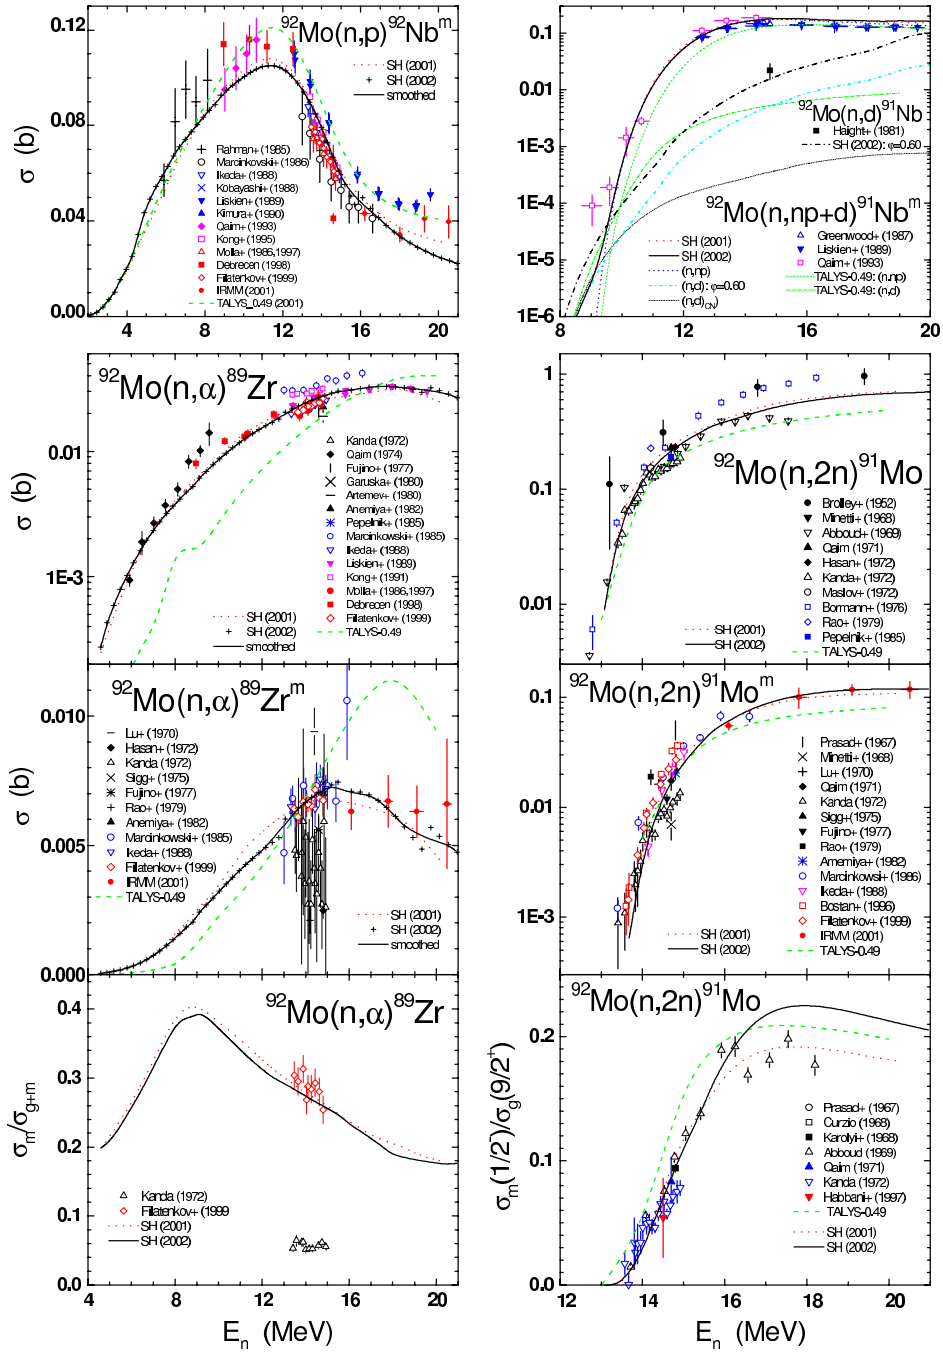 92Mo(n,p)92Nbm
SH (2001)
SH (2002)
smoothed
Rahman+ (1985)
Marcinkovski+ (1986)
Ikeda+ (1988)
Kobayashi+ (1988)
Liskien+ (1989)
Kimura+ (1990)
Qaim+ (1993)
Kong+ (1995)
Molla+ (1986,1997)
Debrecen (1998)
Filatenkov+ (1999)
IRMM (2001)
TALYS_0.49 (2001)
σ (b)
0.12
0.08
0.04
0.00
4 8 12 16 20
92Mo(n,d)91Nb
Haight+ (1981)
SH (2002): φ=0.60
92Mo(n,np+d)91Nbm
Greenwood+ (1987)
Liskien+ (1989)
Qaim+ (1993)
SH (2001)
SH (2002)
(n,np)
(n,d): φ=0.60
(n,d)CN)
TALYS-0.49: (n,np)
TALYS-0.49: (n,d)
0.1
0.01
1E-3
1E-4
1E-5
1E-6
8 12 16 20
92Mo(n,α)89Zr
Kanda (1972)
Qaim (1974)
Fujino+ (1977)
Garuska+ (1980)
Artemev+ (1980)
Anemiya+ (1982)
Pepelnik+ (1985)
Marcinkowski+ (1985)
Ikeda+ (1988)
Liskien+ (1989)
Kong+ (1991)
Molla+ (1986,1997)
Debrecen (1998)
Filatenkov+ (1999)
TALYS-0.49
SH (2001)
SH (2002)
smoothed
σ (b)
0.01
1E-3
92Mo(n,2n)91Mo
Brolley+ (1952)
Minetti+ (1968)
Abboud+ (1969)
Qaim (1971)
Hasan+ (1972)
Kanda+ (1972)
Maslov+ (1972)
Bormann+ (1976)
Rao+ (1979)
Pepelnik+ (1985)
SH (2001)
SH (2002)
TALYS-0.49
1
0.1
0.01
92Mo(n,α)89Zrm
Lu+ (1970)
Hasan+ (1972)
Kanda (1972)
Sigg+ (1975)
Fujino+ (1977)
Rao+ (1979)
Anemiya+ (1982)
Marcinkowski+ (1985)
Ikeda+ (1988)
Filatenkov+ (1999)
IRMM (2001)
TALYS-0.49
SH (2001)
SH (2002)
smoothed
σ (b)
0.010
0.005
0.000
92Mo(n,2n)91Mom
Prasad+ (1967)
Minetti+ (1968)
Lu+ (1970)
Qaim (1971)
Kanda (1972)
Sigg+ (1975)
Fujino+ (1977)
Rao+ (1979)
Amemiya+ (1982)
Marcinkowsi+ (1986)
Ikeda+ (1988)
Bostan+ (1996)
Filatenkov+ (1999)
IRMM (2001)
TALYS-0.49
SH (2001)
SH (2002)
0.1
0.01
1E-3
92Mo(n,α)89Zr
Kanda (1972)
Filatenkov+ (1999
SH (2001)
SH (2002)
σm/σg+m
0.4
0.3
0.2
0.1
0.0
4 8 12 16 20
En (MeV)
92Mo(n,2n)91Mo
Prasad+ (1967)
Curzio (1968)
Karolyi+ (1968)
Abboud (1969)
Qaim (1971)
Kanda (1972)
Habbani+ (1997)
TALYS-0.49
SH (2001)
SH (2002)
σm(1/2-)/σg(9/2+)
0.2
0.1
0.0
12 14 16 18 20
En (MeV)